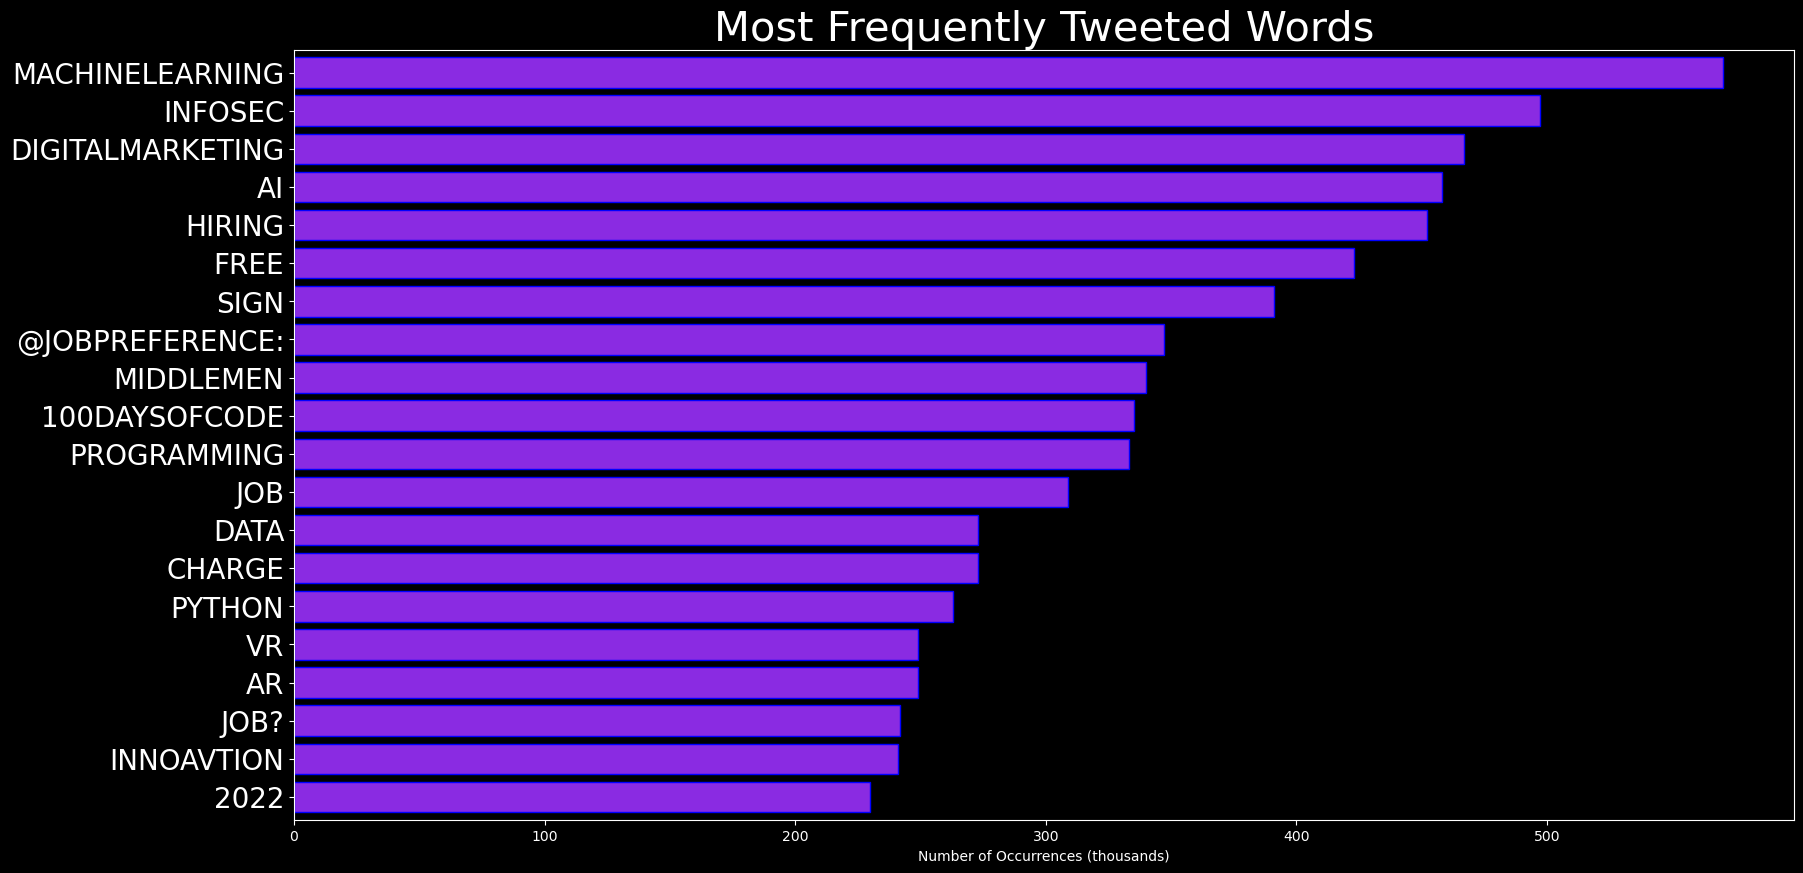 Most Frequently Tweeted Words
MACHINELEARNING
INFOSEC
DIGITALMARKETING
AI
HIRING
FREE
SIGN
@JOBPREFERENCE:
MIDDLEMEN
100DAYSOFCODE
PROGRAMMING
JOB
DATA
CHARGE
PYTHON
VR
AR
JOB?
INNOAVTION
2022
0 100 200 300 400 500
Number of Occurrences (thousands)